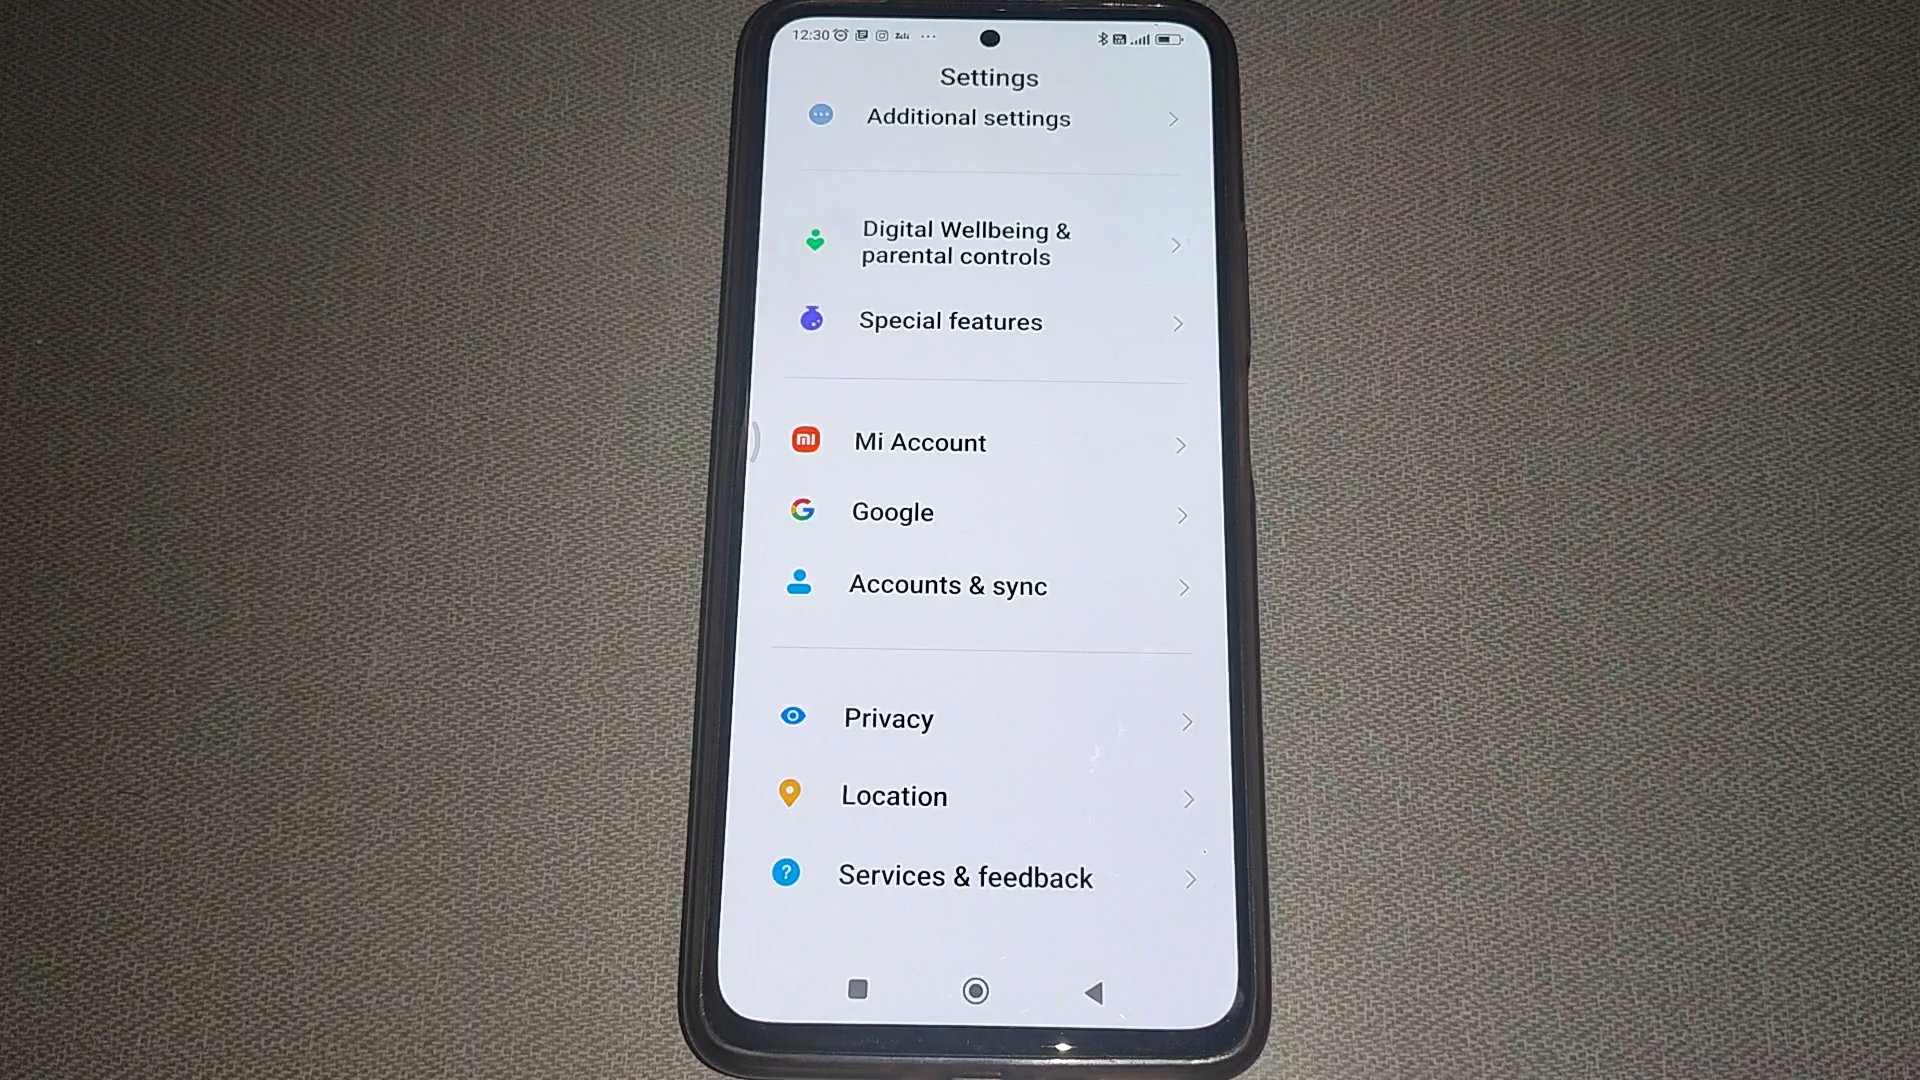 12:30
Settings
Additional settings
Digital Wellbeing &
parental controls
Special features
mi
Mi Account
Google
Accounts & sync
Privacy
Location
? Services & feedback